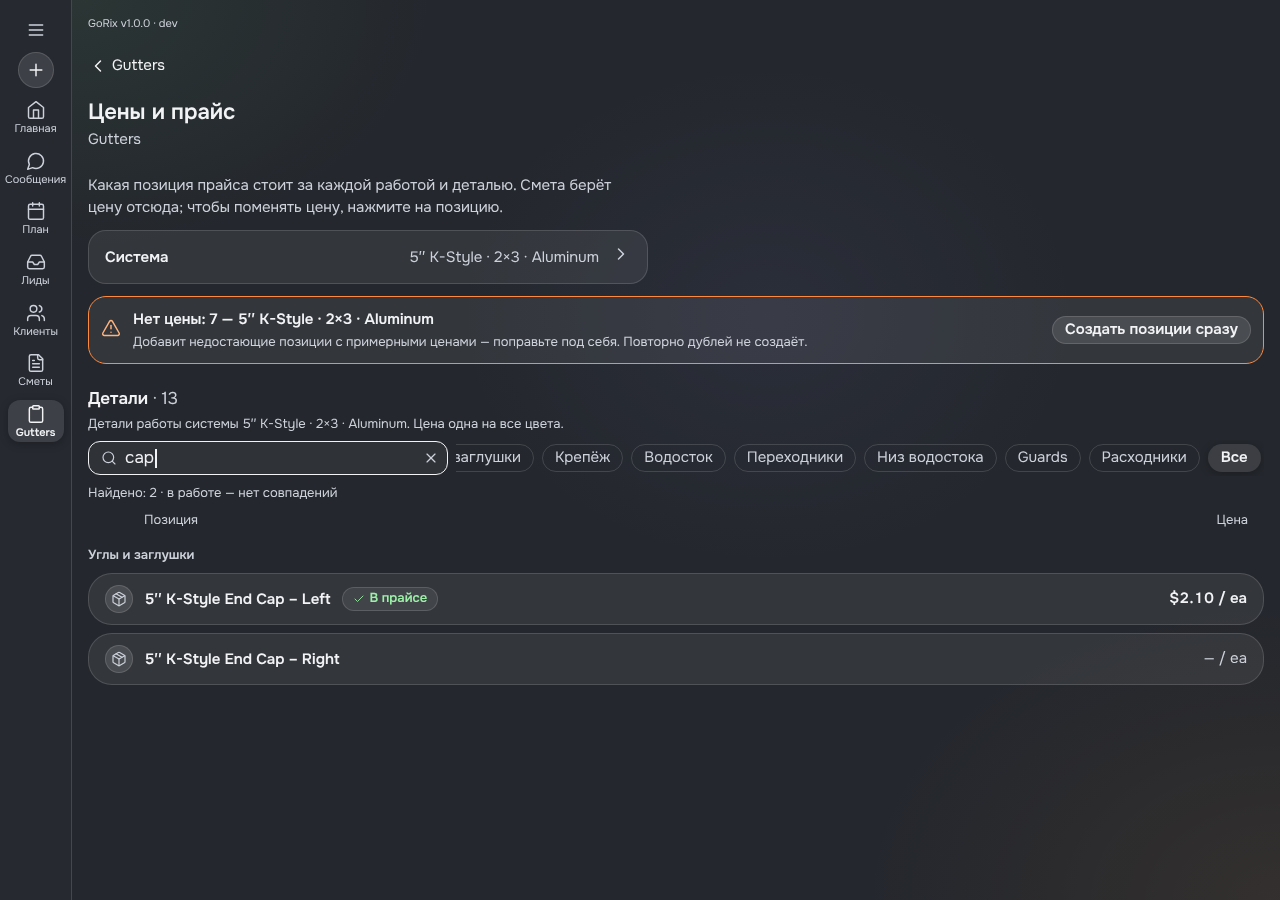 GoRix v1.0.0 · dev
Gutters
Главная
Сообщения
План
Лиды
Клиенты
Сметы
Gutters
Цены и прайс
Gutters
Какая позиция прайса стоит за каждой работой и деталью. Смета берёт
цену отсюда; чтобы поменять цену, нажмите на позицию.
Система 5″ K-Style · 2×3 · Aluminum
Нет цены: 7 — 5″ K-Style · 2×3 · Aluminum
Добавит недостающие позиции с примерными ценами — поправьте под себя. Повторно дублей не создаёт.
Создать позиции сразу
Детали · 13
Детали работы системы 5″ K-Style · 2×3 · Aluminum. Цена одна на все цвета.
cap заглушки Крепёж Водосток Переходники Низ водостока Guards Расходники Все
Найдено: 2 · в работе — нет совпадений
Позиция Цена
Углы и заглушки
5″ K-Style End Cap – Left В прайсе $2.10 / ea
5″ K-Style End Cap – Right — / ea